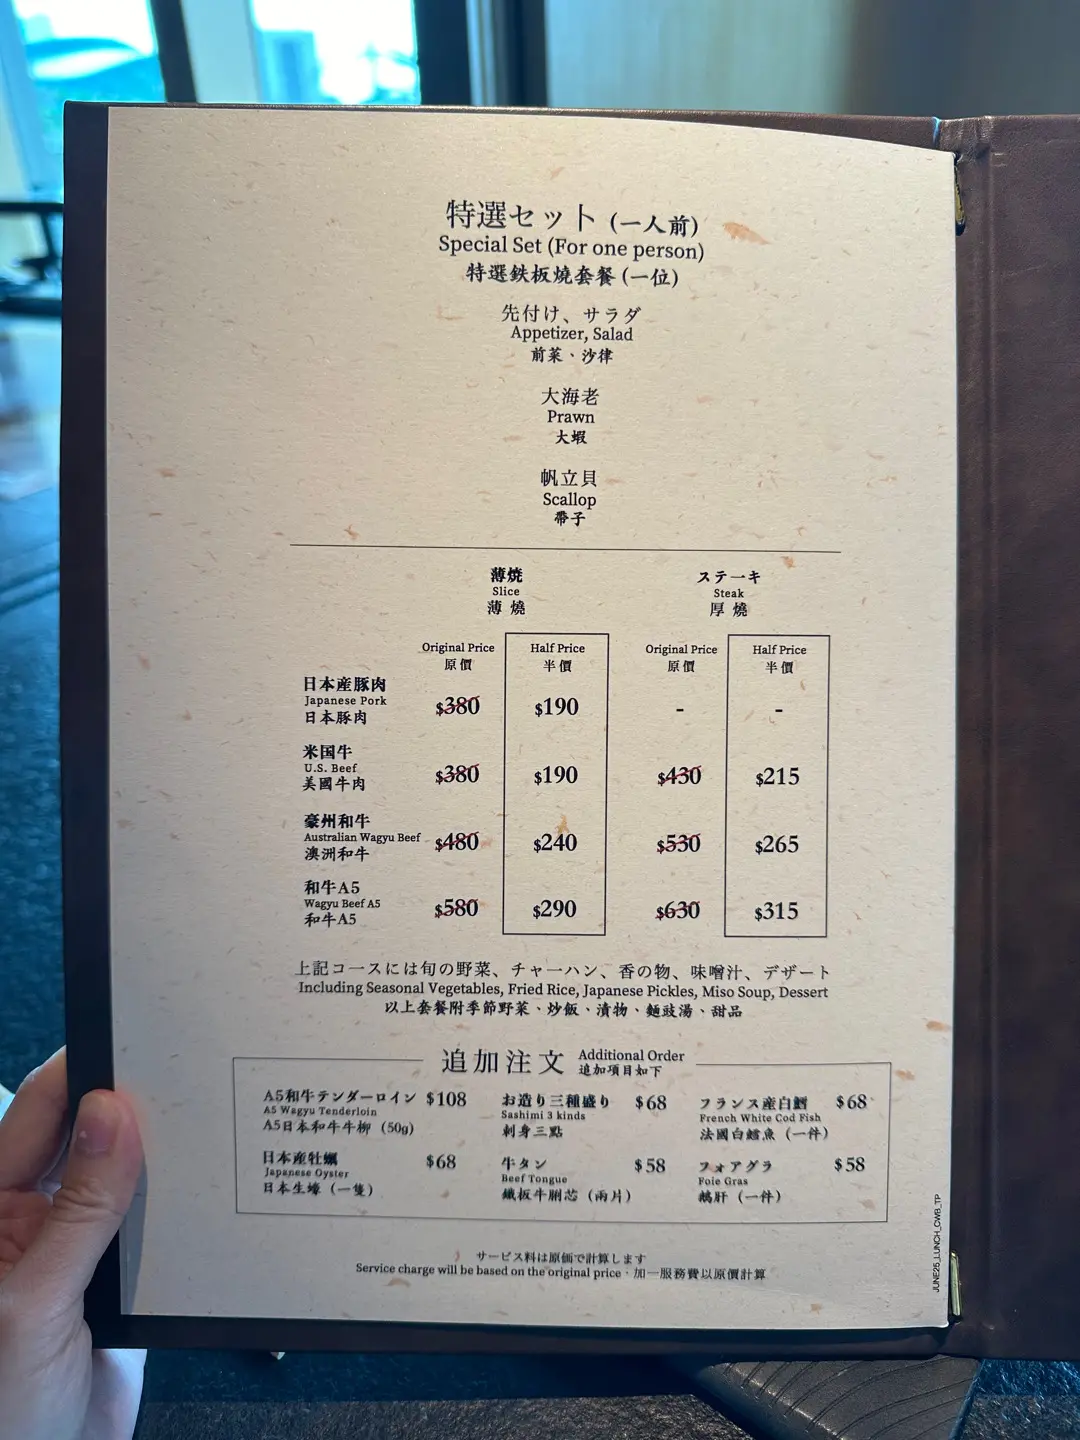 特選セット (一人前)
Special Set (For one person)
特選鉄板燒套餐 (一位)
先付け、サラダ
Appetizer, Salad
前菜、沙律
大海老
Prawn
大蝦
帆立貝
Scallop
帶子
薄焼 ステーキ
Slice Steak
薄燒 厚燒
Original Price Half Price Original Price Half Price
原價 半價 原價 半價
日本産豚肉
Japanese Pork $380 $190 - -
日本豚肉
米国牛
U.S. Beef $380 $190 $430 $215
美國牛肉
豪州和牛
Australian Wagyu Beef $480 $240 $530 $265
澳洲和牛
和牛A5
Wagyu Beef A5 $580 $290 $630 $315
和牛A5
上記コースには旬の野菜、チャーハン、香の物、味噌汁、デザート
Including Seasonal Vegetables, Fried Rice, Japanese Pickles, Miso Soup, Dessert
以上套餐附季節野菜、炒飯、漬物、麵豉湯、甜品
追加注文 Additional Order
追加項目如下
A5和牛テンダーロイン $108 お造り三種盛り $68 フランス産白鱈 $68
A5 Wagyu Tenderloin Sashimi 3 kinds French White Cod Fish
A5日本和牛牛柳 (50g) 刺身三點 法國白鱈魚 (一件)
日本産牡蠣 $68 牛タン $58 フォアグラ $58
Japanese Oyster Beef Tongue Foie Gras
日本生蠔 (一隻) 鐵板牛脷芯 (兩片) 鵝肝 (一件)
サービス料は原価で計算します
Service charge will be based on the original price · 加一服務費以原價計算
JUNE25_LUNCH_CWB_TP